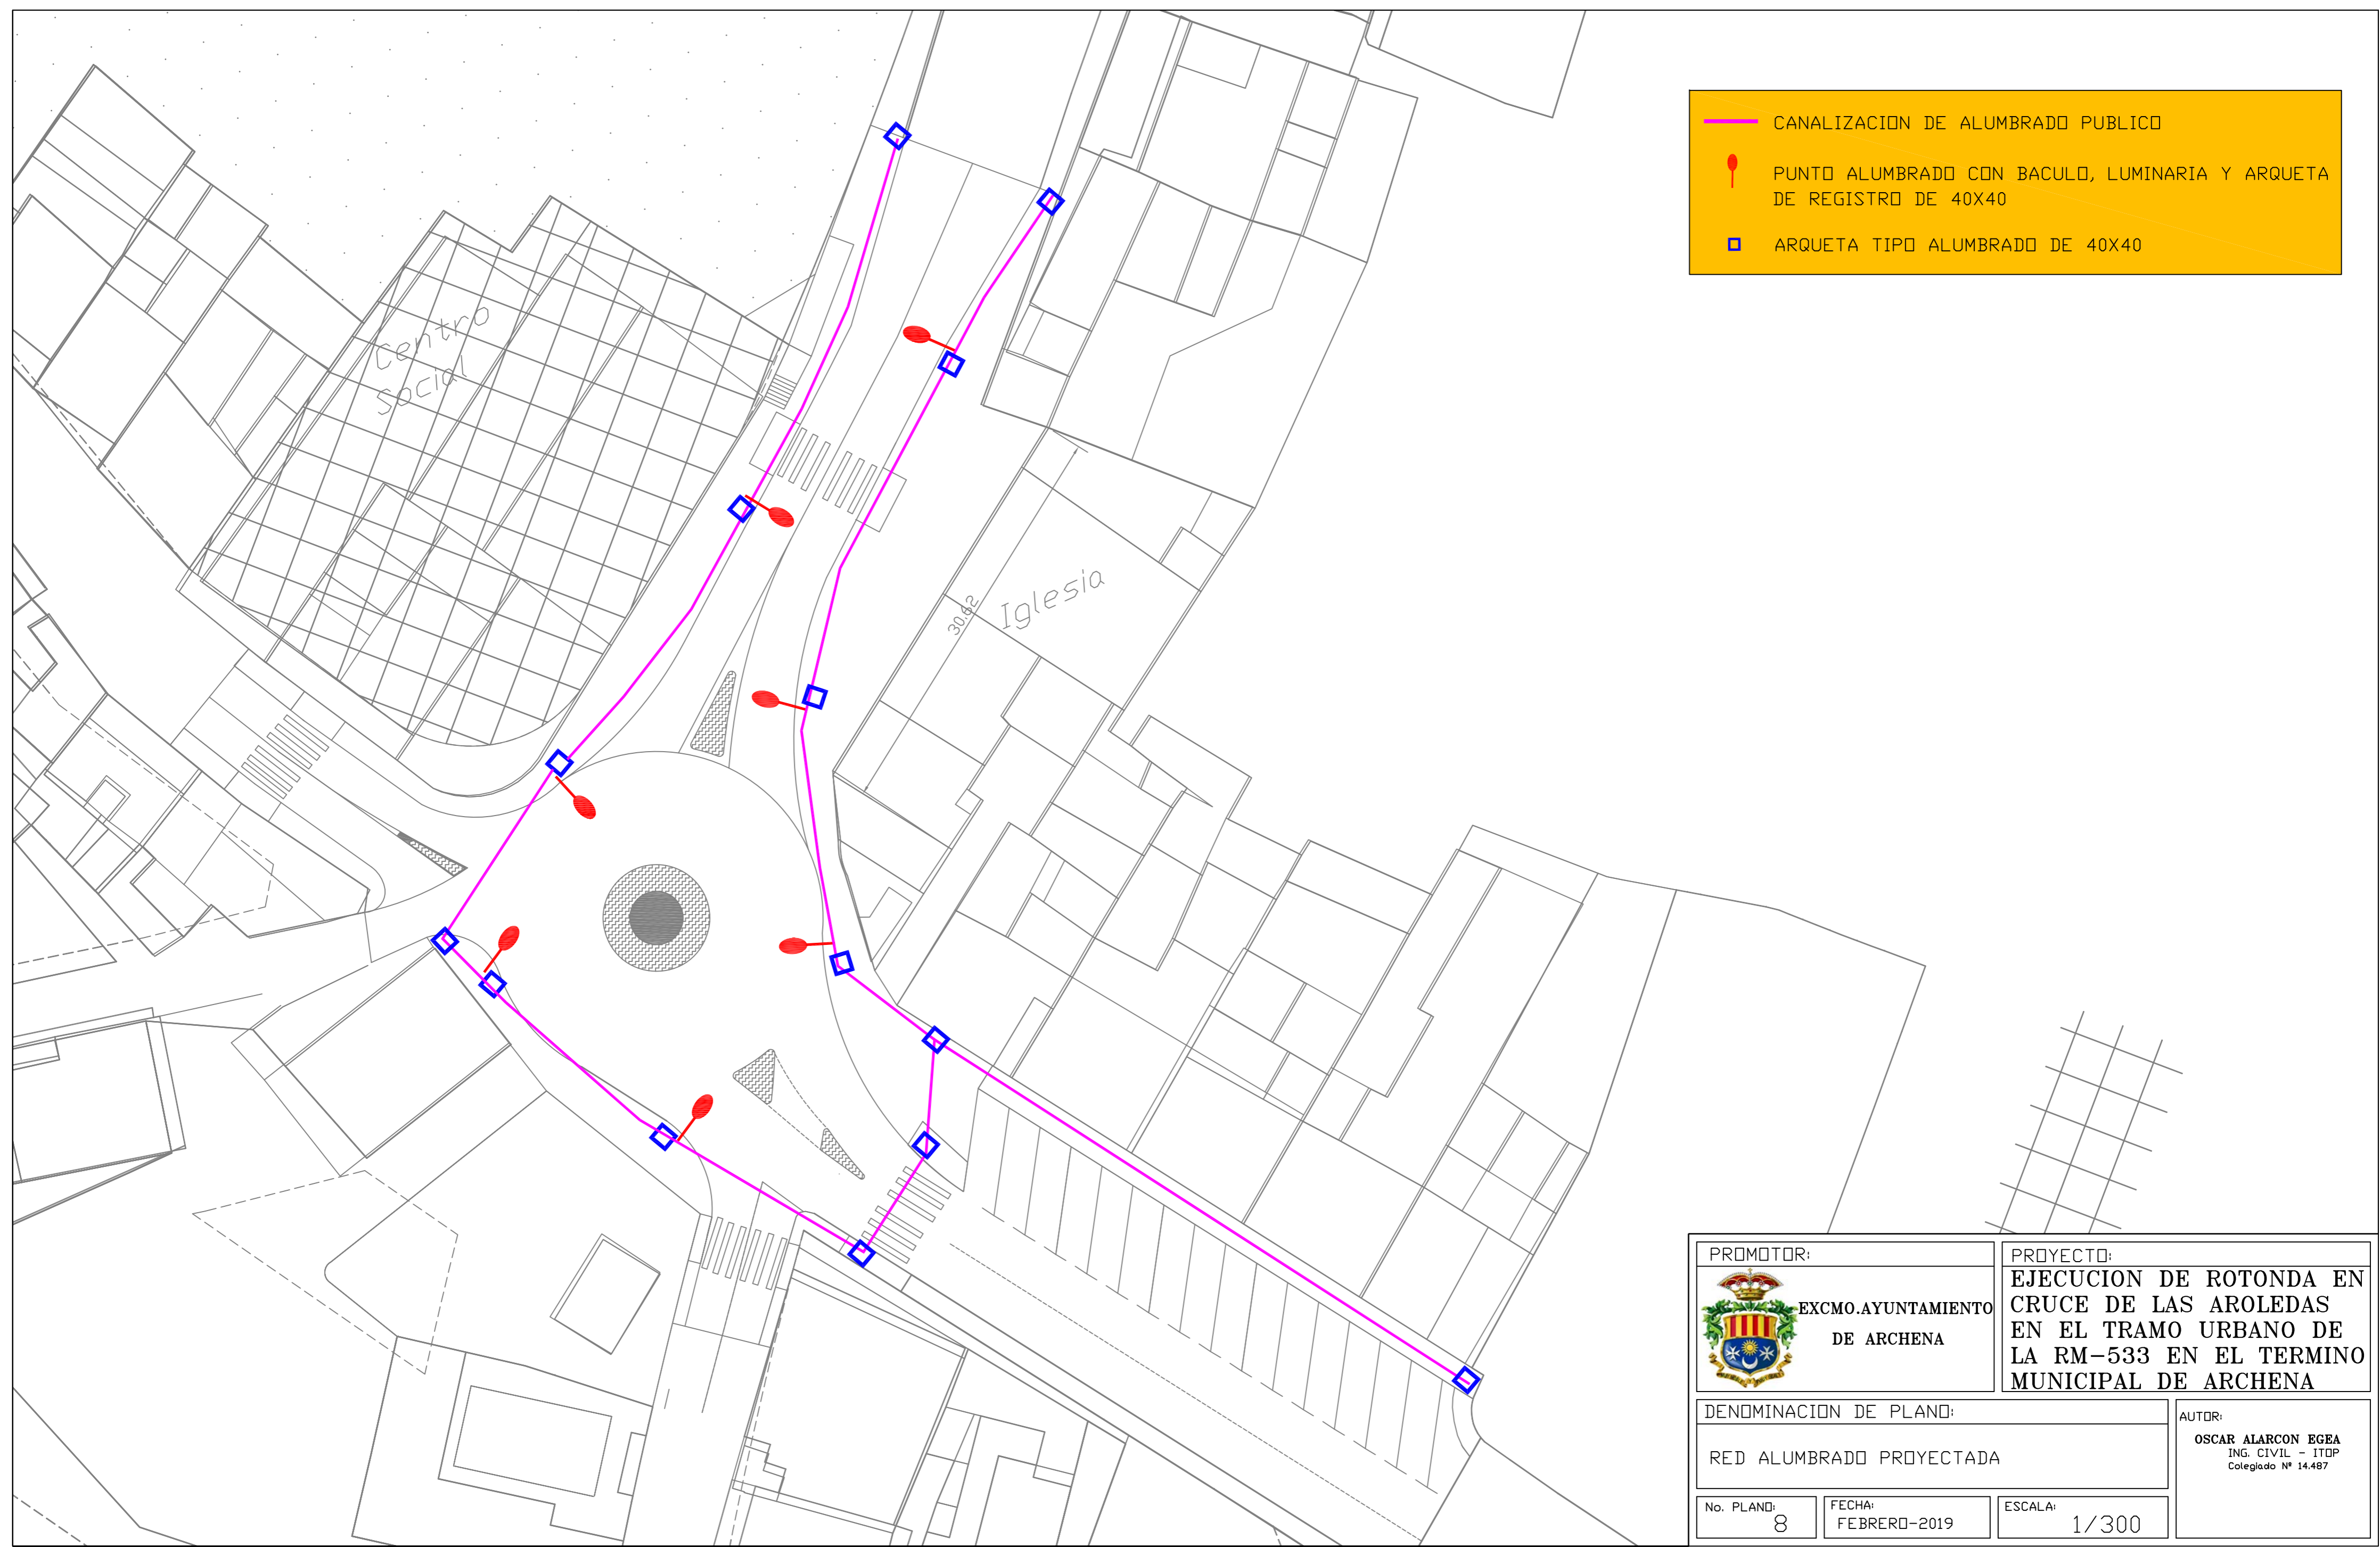 CANALIZACION DE ALUMBRADO PUBLICO
PUNTO ALUMBRADO CON BACULO, LUMINARIA Y ARQUETA
DE REGISTRO DE 40X40
ARQUETA TIPO ALUMBRADO DE 40X40
Centro
social
30.62
Iglesia
PROMOTOR:
EXCMO.AYUNTAMIENTO
DE ARCHENA
PROYECTO:
EJECUCION DE ROTONDA EN
CRUCE DE LAS AROLEDAS
EN EL TRAMO URBANO DE
LA RM-533 EN EL TERMINO
MUNICIPAL DE ARCHENA
DENOMINACION DE PLANO:
RED ALUMBRADO PROYECTADA
AUTOR:
OSCAR ALARCON EGEA
ING. CIVIL - ITOP
Colegiado Nº 14.487
No. PLANO:
8
FECHA:
FEBRERO-2019
ESCALA:
1/300